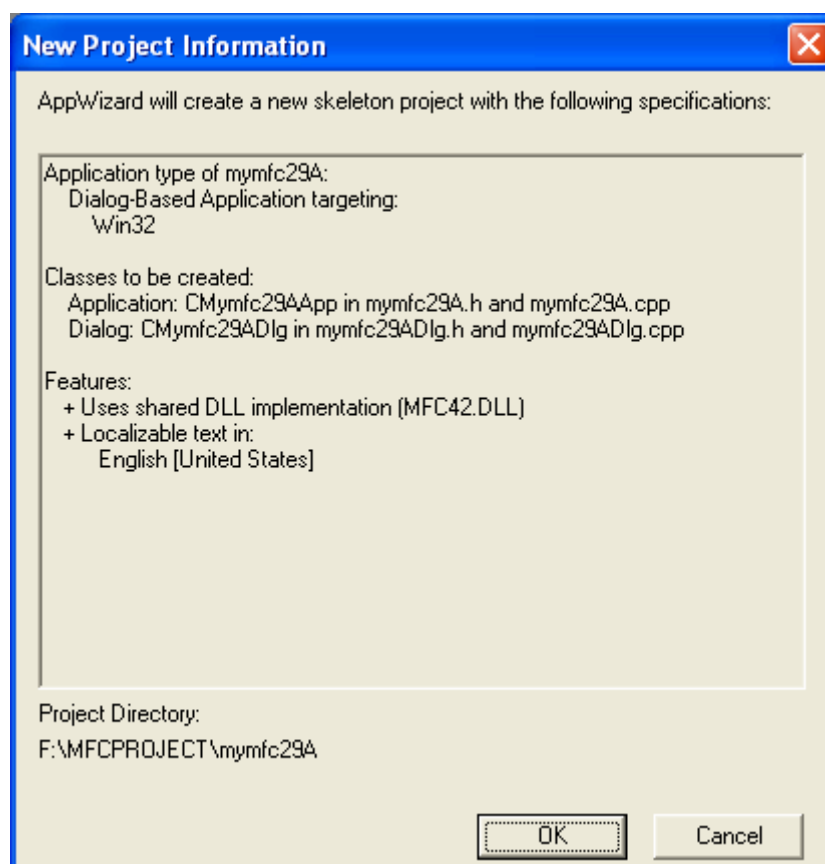 New Project Information
AppWizard will create a new skeleton project with the following specifications:
Application type of mymfc29A:
Dialog-Based Application targeting:
Win32
Classes to be created:
Application: CMymfc29AApp in mymfc29A.h and mymfc29A.cpp
Dialog: CMymfc29ADlg in mymfc29ADlg.h and mymfc29ADlg.cpp
Features:
+ Uses shared DLL implementation (MFC42.DLL)
+ Localizable text in:
English [United States]
Project Directory:
F:\MFCPROJECT\mymfc29A
OK
Cancel